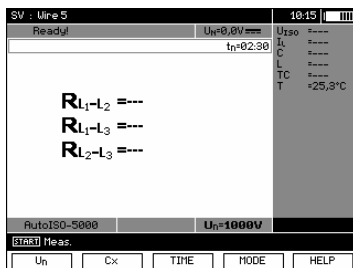 SV : Wire 5 10:15
Ready! UN=0,0V
tn=02:30
UISO =---
IL =---
C =---
L =---
TC =---
T =25,3°C
RL1-L2 =---
RL1-L3 =---
RL2-L3 =---
AutoISO-5000 Un=1000V
START Meas.
Un Cx TIME MODE HELP